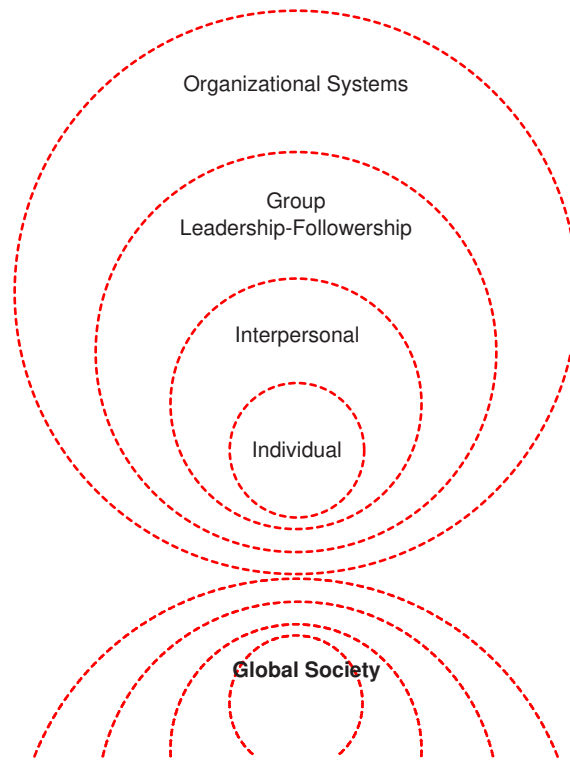 Organizational Systems
Group
Leadership-Followership
Interpersonal
Individual
Global Society